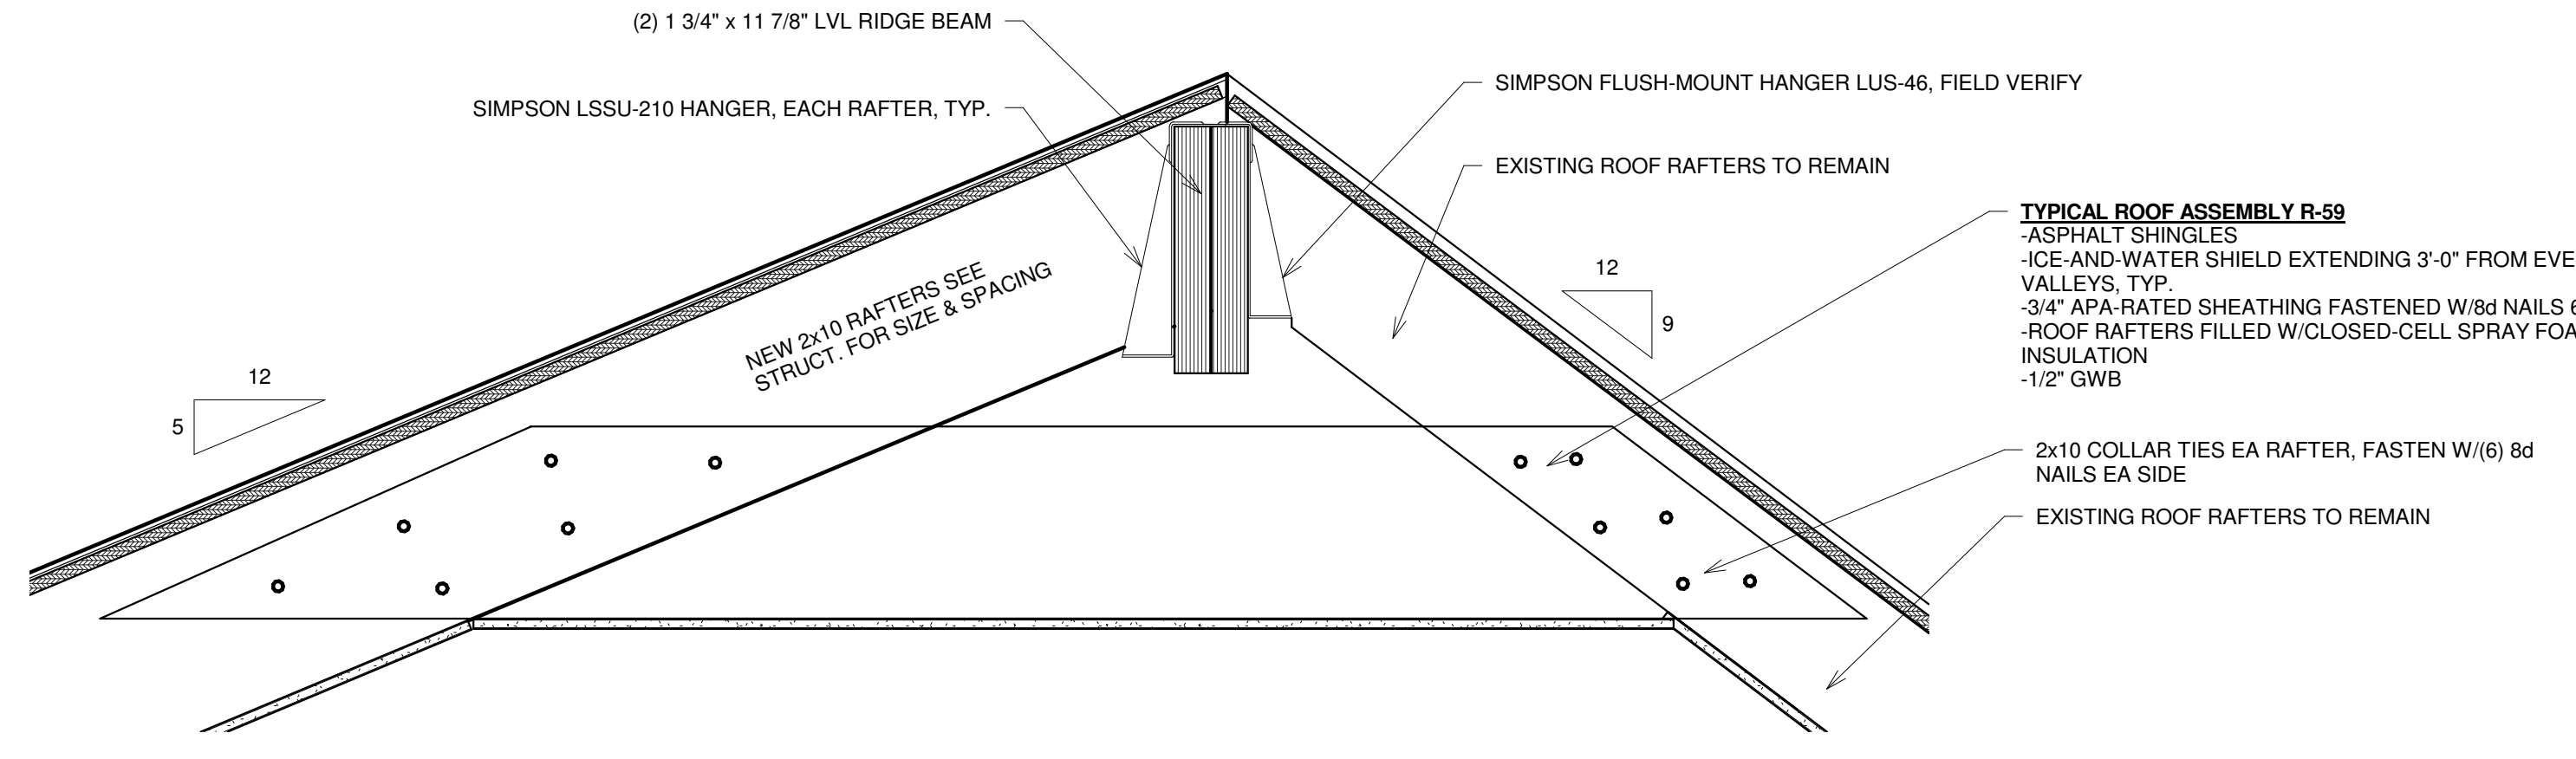 (2) 1 3/4" x 11 7/8" LVL RIDGE BEAM
SIMPSON FLUSH-MOUNT HANGER LUS-46, FIELD VERIFY
SIMPSON LSSU-210 HANGER, EACH RAFTER, TYP.
EXISTING ROOF RAFTERS TO REMAIN
TYPICAL ROOF ASSEMBLY R-59
-ASPHALT SHINGLES
-ICE-AND-WATER SHIELD EXTENDING 3'-0" FROM EVE
VALLEYS, TYP.
-3/4" APA-RATED SHEATHING FASTENED W/8d NAILS
-ROOF RAFTERS FILLED W/CLOSED-CELL SPRAY
INSULATION
-1/2" GWB
12
9
NEW 2x10 RAFTERS SEE
STRUCT. FOR SIZE & SPACING
12
5
2x10 COLLAR TIES EA RAFTER, FASTEN W/(6) 8d
NAILS EA SIDE
EXISTING ROOF RAFTERS TO REMAIN